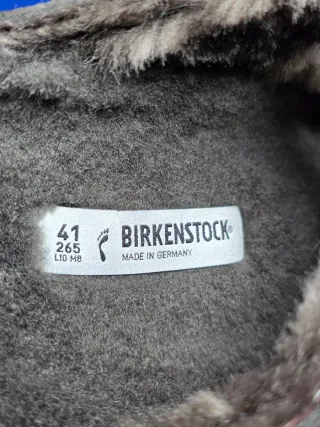 41
265
L10 M8
BIRKENSTOCK®
MADE IN GERMANY